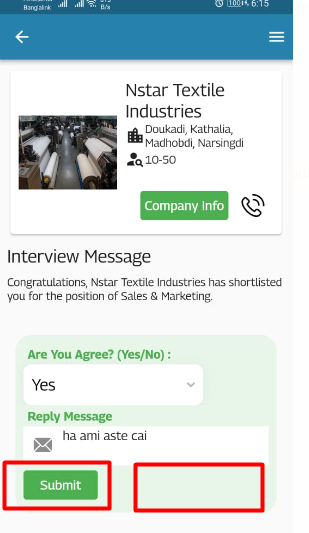 Banglalink
B/s
100
6:15
Nstar Textile
Industries
Doukadi, Kathalia,
Madhobdi, Narsingdi
10-50
Company Info
Interview Message
Congratulations, Nstar Textile Industries has shortlisted
you for the position of Sales & Marketing.
Are You Agree? (Yes/No) :
Yes
Reply Message
ha ami aste cai
Submit